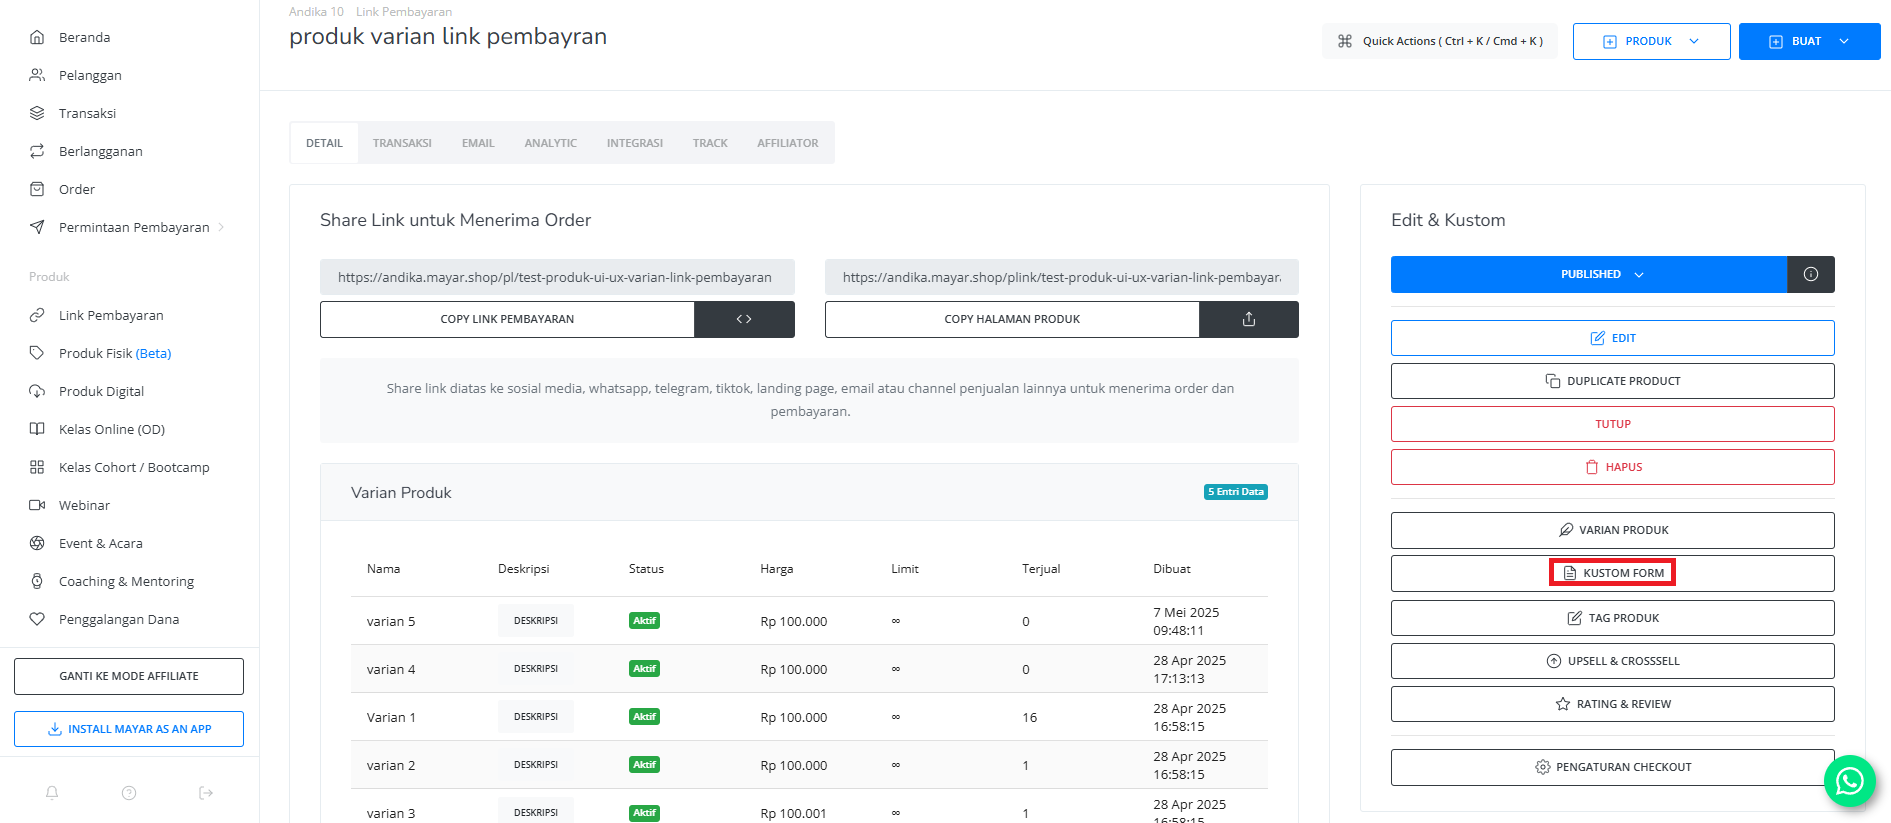 Beranda
Pelanggan
Transaksi
Berlangganan
Order
Permintaan Pembayaran
Produk
Link Pembayaran
Produk Fisik (Beta)
Produk Digital
Kelas Online (OD)
Kelas Cohort / Bootcamp
Webinar
Event & Acara
Coaching & Mentoring
Penggalangan Dana
GANTI KE MODE AFFILIATE
INSTALL MAYAR AS AN APP
Andika 10 Link Pembayaran
produk varian link pembayran
Quick Actions ( Ctrl + K / Cmd + K )
PRODUK
BUAT
DETAIL TRANSAKSI EMAIL ANALYTIC INTEGRASI TRACK AFFILIATOR
Share Link untuk Menerima Order
https://andika.mayar.shop/pl/test-produk-ui-ux-varian-link-pembayaran
COPY LINK PEMBAYARAN
https://andika.mayar.shop/plink/test-produk-ui-ux-varian-link-pembayar
COPY HALAMAN PRODUK
Share link diatas ke sosial media, whatsapp, telegram, tiktok, landing page, email atau channel penjualan lainnya untuk menerima order dan
pembayaran.
Varian Produk 5 Entri Data
Nama Deskripsi Status Harga Limit Terjual Dibuat
varian 5 DESKRIPSI Aktif Rp 100.000 ∞ 0 7 Mei 2025
09:48:11
varian 4 DESKRIPSI Aktif Rp 100.000 ∞ 0 28 Apr 2025
17:13:13
Varian 1 DESKRIPSI Aktif Rp 100.000 ∞ 16 28 Apr 2025
16:58:15
varian 2 DESKRIPSI Aktif Rp 100.000 ∞ 1 28 Apr 2025
16:58:15
varian 3 DESKRIPSI Aktif Rp 100.001 ∞ 1 28 Apr 2025
16:58:15
Edit & Kustom
PUBLISHED
EDIT
DUPLICATE PRODUCT
TUTUP
HAPUS
VARIAN PRODUK
KUSTOM FORM
TAG PRODUK
UPSELL & CROSSSELL
RATING & REVIEW
PENGATURAN CHECKOUT